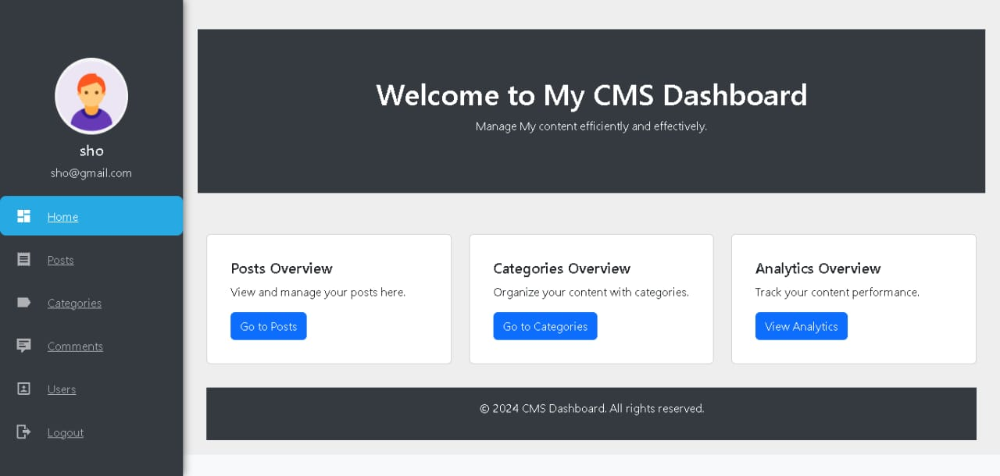 sho
sho@gmail.com
Home
Posts
Categories
Comments
Users
Logout
Welcome to My CMS Dashboard
Manage My content efficiently and effectively.
Posts Overview
View and manage your posts here.
Go to Posts
Categories Overview
Organize your content with categories.
Go to Categories
Analytics Overview
Track your content performance.
View Analytics
© 2024 CMS Dashboard. All rights reserved.